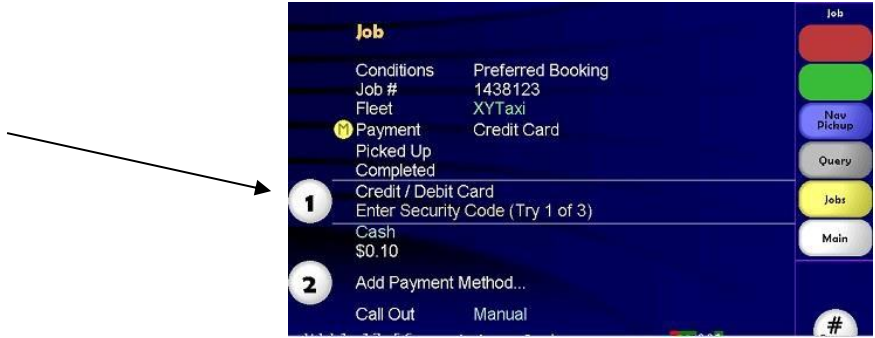 Job
Job
Conditions Preferred Booking
Job # 1438123
Fleet XYTaxi
M Payment Credit Card
Nav
Pickup
Picked Up
Completed
Query
1 Credit / Debit Card
Enter Security Code (Try 1 of 3)
Jobs
Cash
$0.10
Main
2 Add Payment Method...
Call Out Manual
#